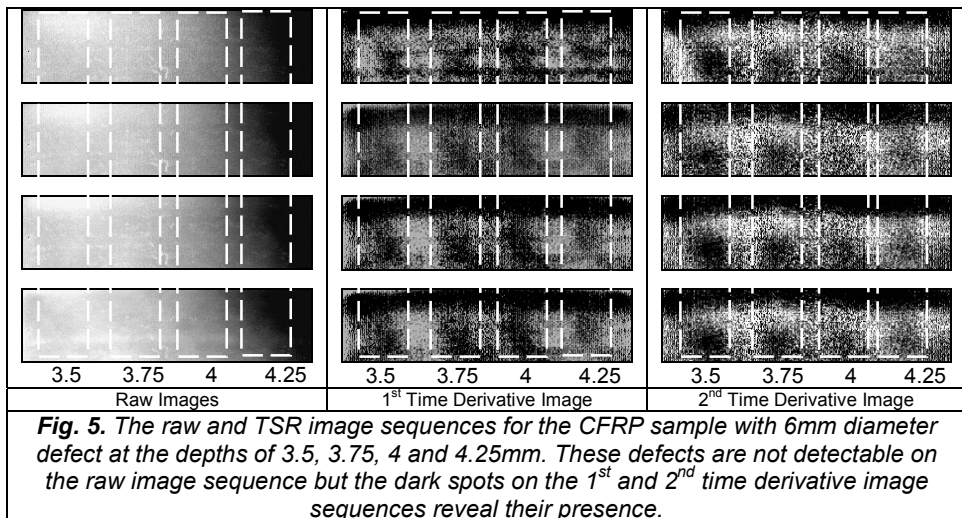 3.5 3.75 4 4.25 3.5 3.75 4 4.25 3.5 3.75 4 4.25
Raw Images 1st Time Derivative Image 2nd Time Derivative Image
Fig. 5. The raw and TSR image sequences for the CFRP sample with 6mm diameter
defect at the depths of 3.5, 3.75, 4 and 4.25mm. These defects are not detectable on
the raw image sequence but the dark spots on the 1st and 2nd time derivative image
sequences reveal their presence.